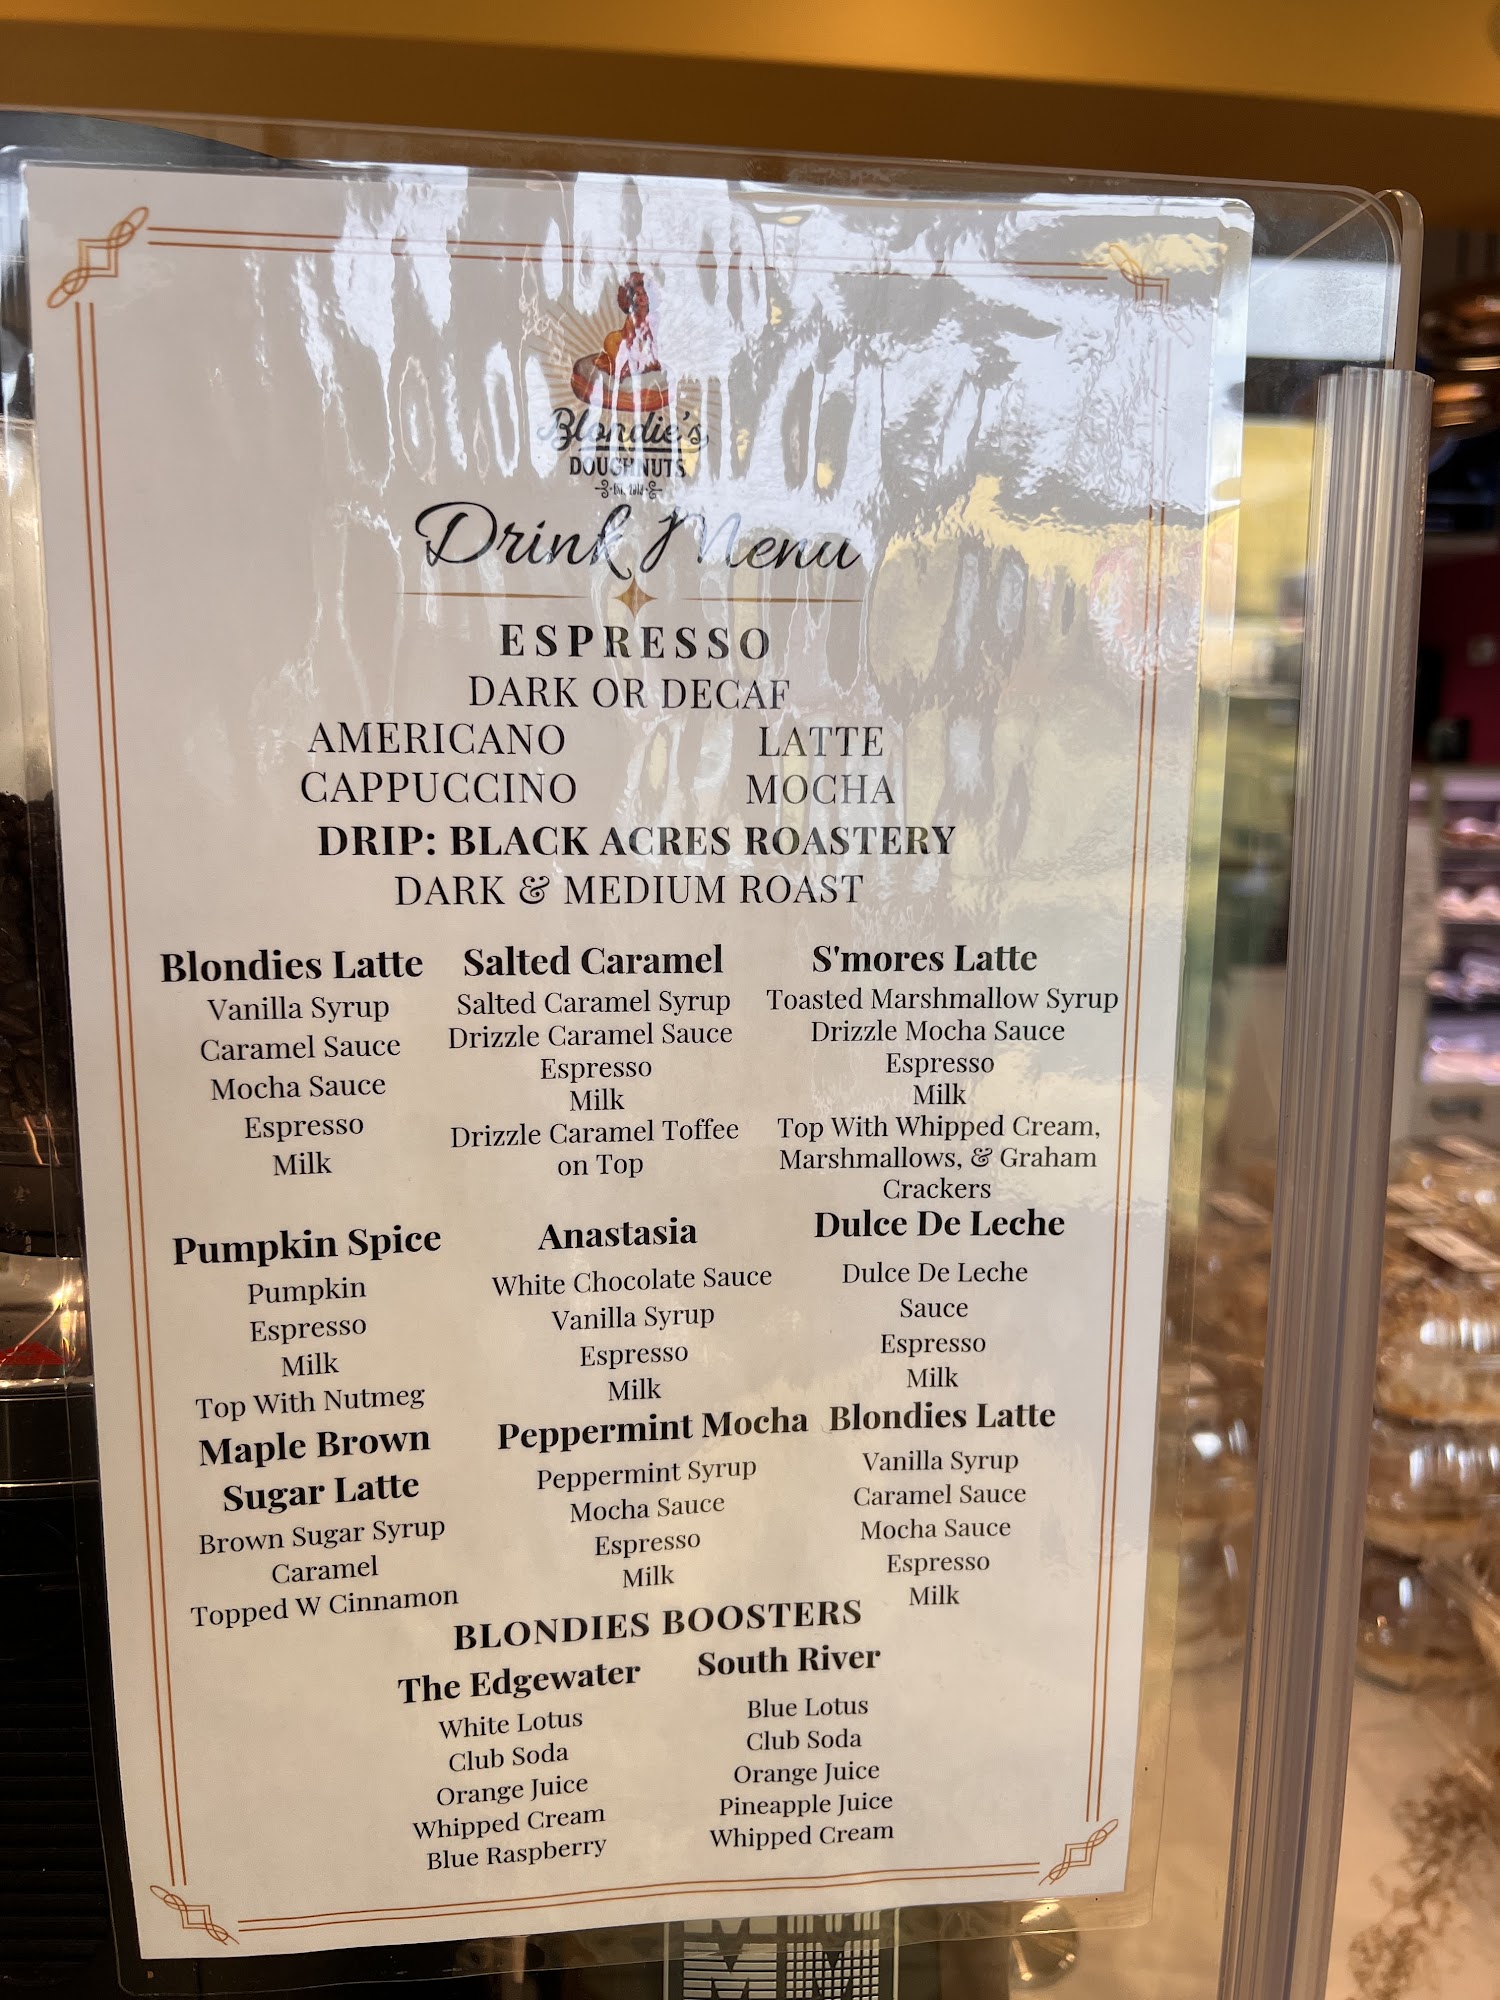 Blondie's
DOUGHNUTS
Drink Menu
ESPRESSO
DARK OR DECAF
AMERICANO LATTE
CAPPUCCINO MOCHA
DRIP: BLACK ACRES ROASTERY
DARK & MEDIUM ROAST
Blondies Latte
Vanilla Syrup
Caramel Sauce
Mocha Sauce
Espresso
Milk
Salted Caramel
Salted Caramel Syrup
Drizzle Caramel Sauce
Espresso
Milk
Drizzle Caramel Toffee
on Top
S'mores Latte
Toasted Marshmallow Syrup
Drizzle Mocha Sauce
Espresso
Milk
Top With Whipped Cream,
Marshmallows, & Graham
Crackers
Pumpkin Spice
Pumpkin
Espresso
Milk
Top With Nutmeg
Anastasia
White Chocolate Sauce
Vanilla Syrup
Espresso
Milk
Dulce De Leche
Dulce De Leche
Sauce
Espresso
Milk
Maple Brown
Sugar Latte
Brown Sugar Syrup
Caramel
Topped W Cinnamon
Peppermint Mocha
Peppermint Syrup
Mocha Sauce
Espresso
Milk
Blondies Latte
Vanilla Syrup
Caramel Sauce
Mocha Sauce
Espresso
Milk
BLONDIES BOOSTERS
The Edgewater
White Lotus
Club Soda
Orange Juice
Whipped Cream
Blue Raspberry
South River
Blue Lotus
Club Soda
Orange Juice
Pineapple Juice
Whipped Cream